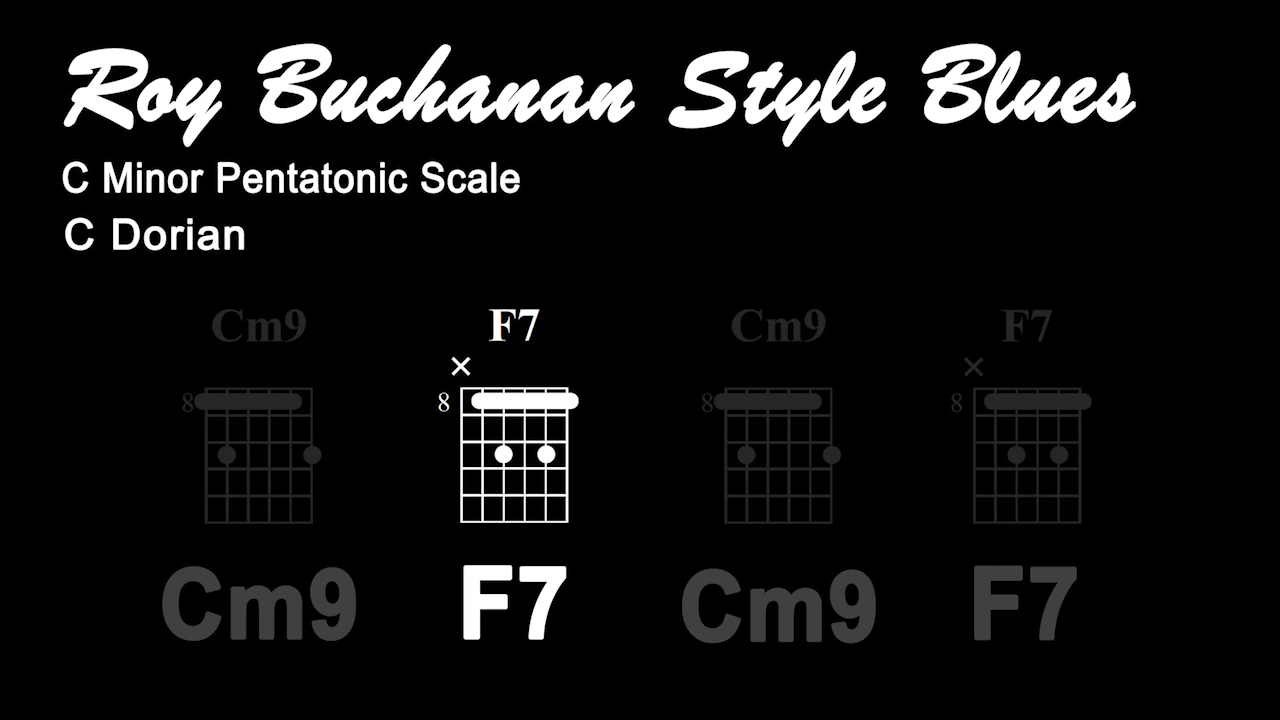 Roy Buchanan Style Blues
C Minor Pentatonic Scale
C Dorian
Cm9 F7 Cm9 F7
× ×
8 8 8 8
Cm9 F7 Cm9 F7